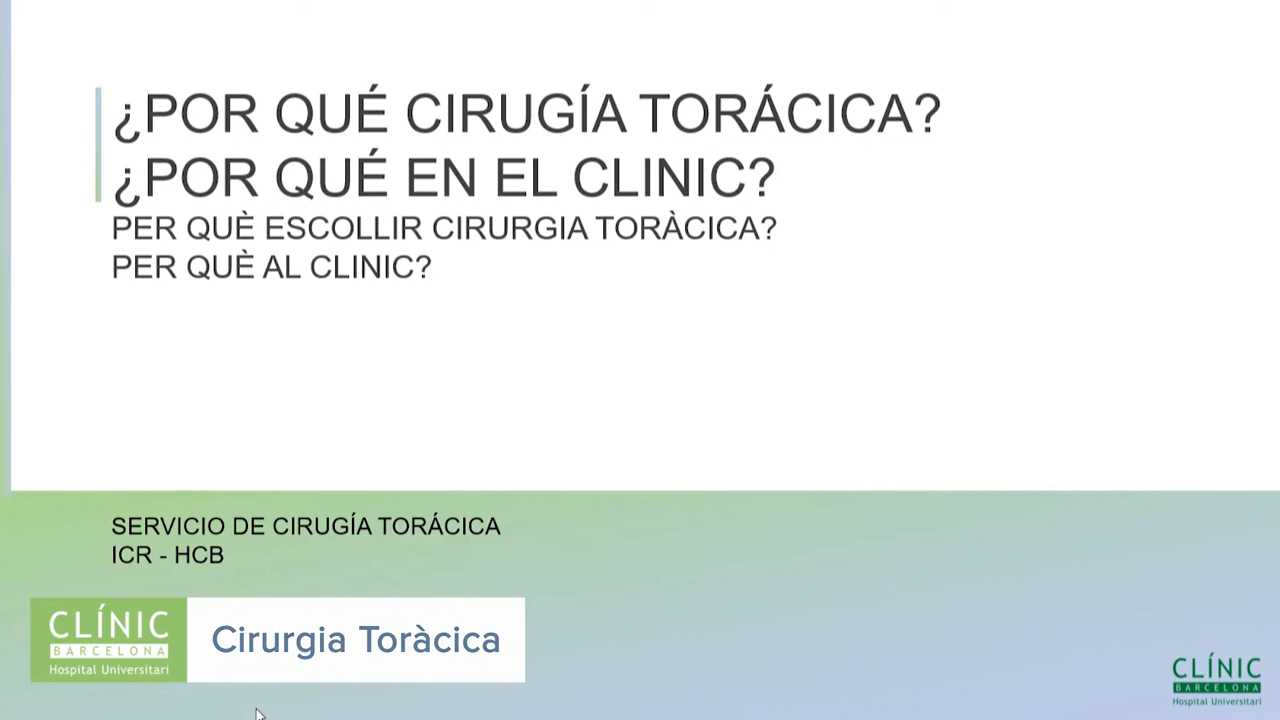 ¿POR QUÉ CIRUGÍA TORÁCICA?
¿POR QUÉ EN EL CLINIC?
PER QUÈ ESCOLLIR CIRURGIA TORÀCICA?
PER QUÈ AL CLINIC?
SERVICIO DE CIRUGÍA TORÁCICA
ICR - HCB
CLÍNIC
BARCELONA
Hospital Universitari
Cirurgia Toràcica
CLÍNIC
BARCELONA
Hospital Universitari